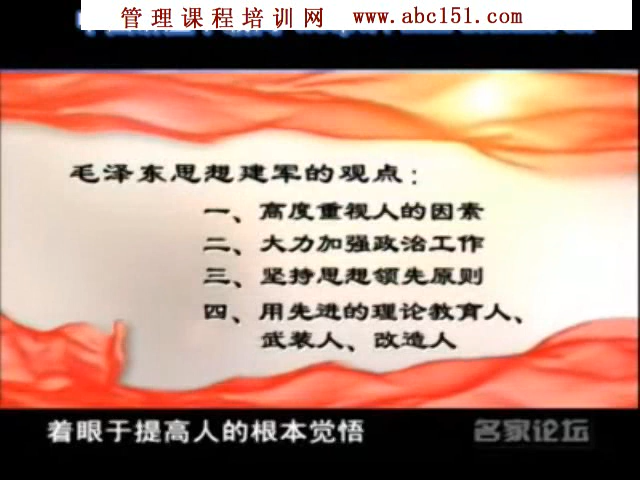 管理课程培训网 www.abc151.com
毛泽东思想建军的观点：
一、高度重视人的因素
二、大力加强政治工作
三、坚持思想领先原则
四、用先进的理论教育人、
武装人、改造人
着眼于提高人的根本觉悟
名家论坛